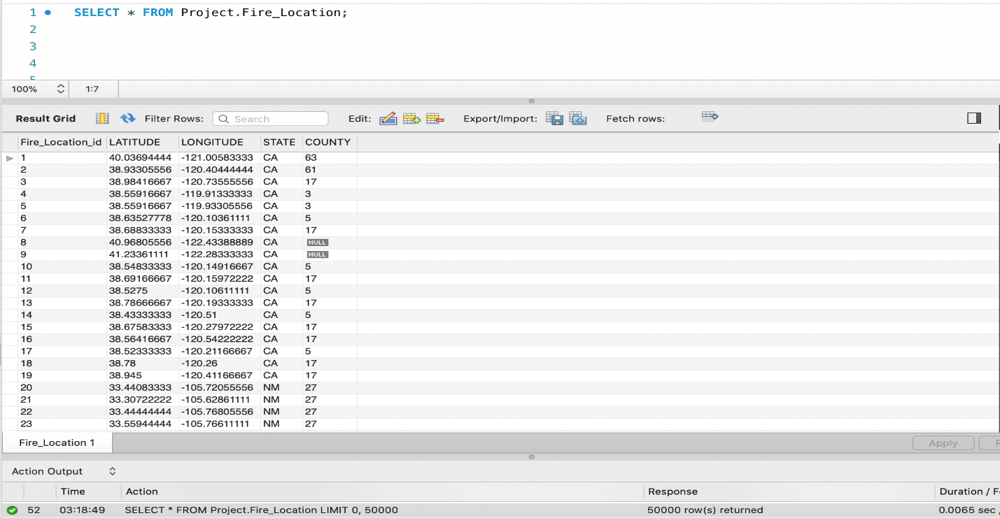 1 SELECT * FROM Project.Fire_Location;
2
3
4
5
100% 1:7
Result Grid Filter Rows: Search Edit: Export/Import: Fetch rows:
Fire_Location_id LATITUDE LONGITUDE STATE COUNTY
1 40.03694444 -121.00583333 CA 63
2 38.93305556 -120.40444444 CA 61
3 38.98416667 -120.73555556 CA 17
4 38.55916667 -119.91333333 CA 3
5 38.55916667 -119.93305556 CA 3
6 38.63527778 -120.10361111 CA 5
7 38.68833333 -120.15333333 CA 17
8 40.96805556 -122.43388889 CA NULL
9 41.23361111 -122.28333333 CA NULL
10 38.54833333 -120.14916667 CA 5
11 38.69166667 -120.15972222 CA 17
12 38.5275 -120.10611111 CA 5
13 38.78666667 -120.19333333 CA 17
14 38.43333333 -120.51 CA 5
15 38.67583333 -120.27972222 CA 17
16 38.56416667 -120.54222222 CA 17
17 38.52333333 -120.21166667 CA 5
18 38.78 -120.26 CA 17
19 38.945 -120.41166667 CA 17
20 33.44083333 -105.72055556 NM 27
21 33.30722222 -105.62861111 NM 27
22 33.44444444 -105.76805556 NM 27
23 33.55944444 -105.76611111 NM 27
Fire_Location 1 Apply
Action Output
Time Action Response Duration / F
52 03:18:49 SELECT * FROM Project.Fire_Location LIMIT 0, 50000 50000 row(s) returned 0.0065 sec